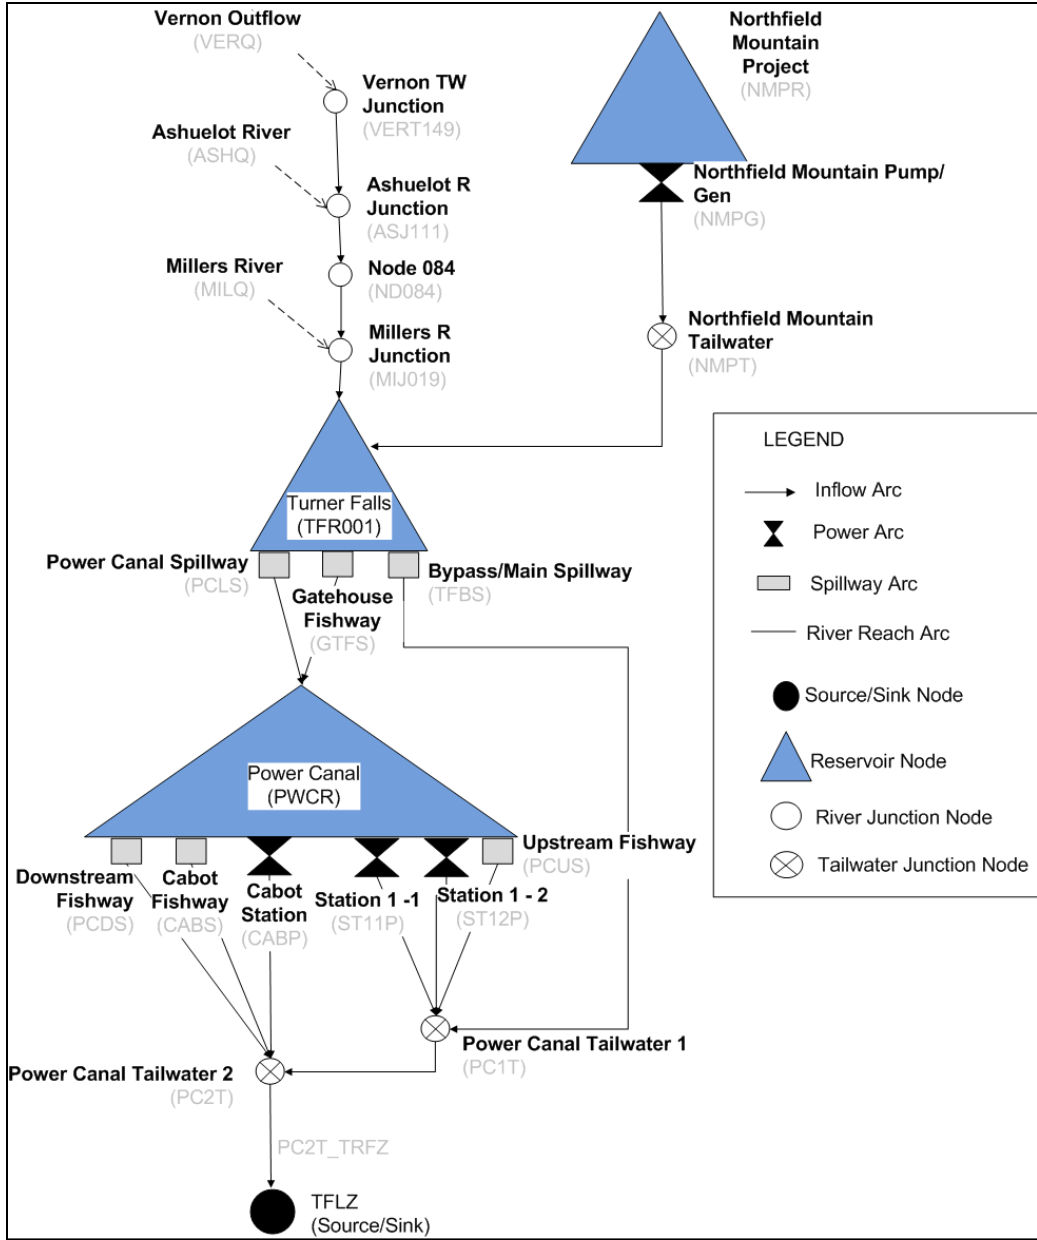 Vernon Outflow
(VERQ)
Vernon TW
Junction
(VERT149)
Ashuelot River
(ASHQ)
Ashuelot R
Junction
(ASJ111)
Millers River
(MILQ)
Node 084
(ND084)
Millers R
Junction
(MIJ019)
Northfield
Mountain
Project
(NMPR)
Northfield Mountain Pump/
Gen
(NMPG)
Northfield Mountain
Tailwater
(NMPT)
Turner Falls
(TFR001)
Power Canal Spillway
(PCLS)
Gatehouse
Fishway
(GTFS)
Bypass/Main Spillway
(TFBS)
Power Canal
(PWCR)
Downstream
Fishway
(PCDS)
Cabot
Fishway
(CABS)
Cabot
Station
(CABP)
Station 1 -1
(ST11P)
Station 1 - 2
(ST12P)
Upstream Fishway
(PCUS)
Power Canal Tailwater 1
(PC1T)
Power Canal Tailwater 2
(PC2T)
PC2T_TRFZ
TFLZ
(Source/Sink)
LEGEND
Inflow Arc
Power Arc
Spillway Arc
River Reach Arc
Source/Sink Node
Reservoir Node
River Junction Node
Tailwater Junction Node